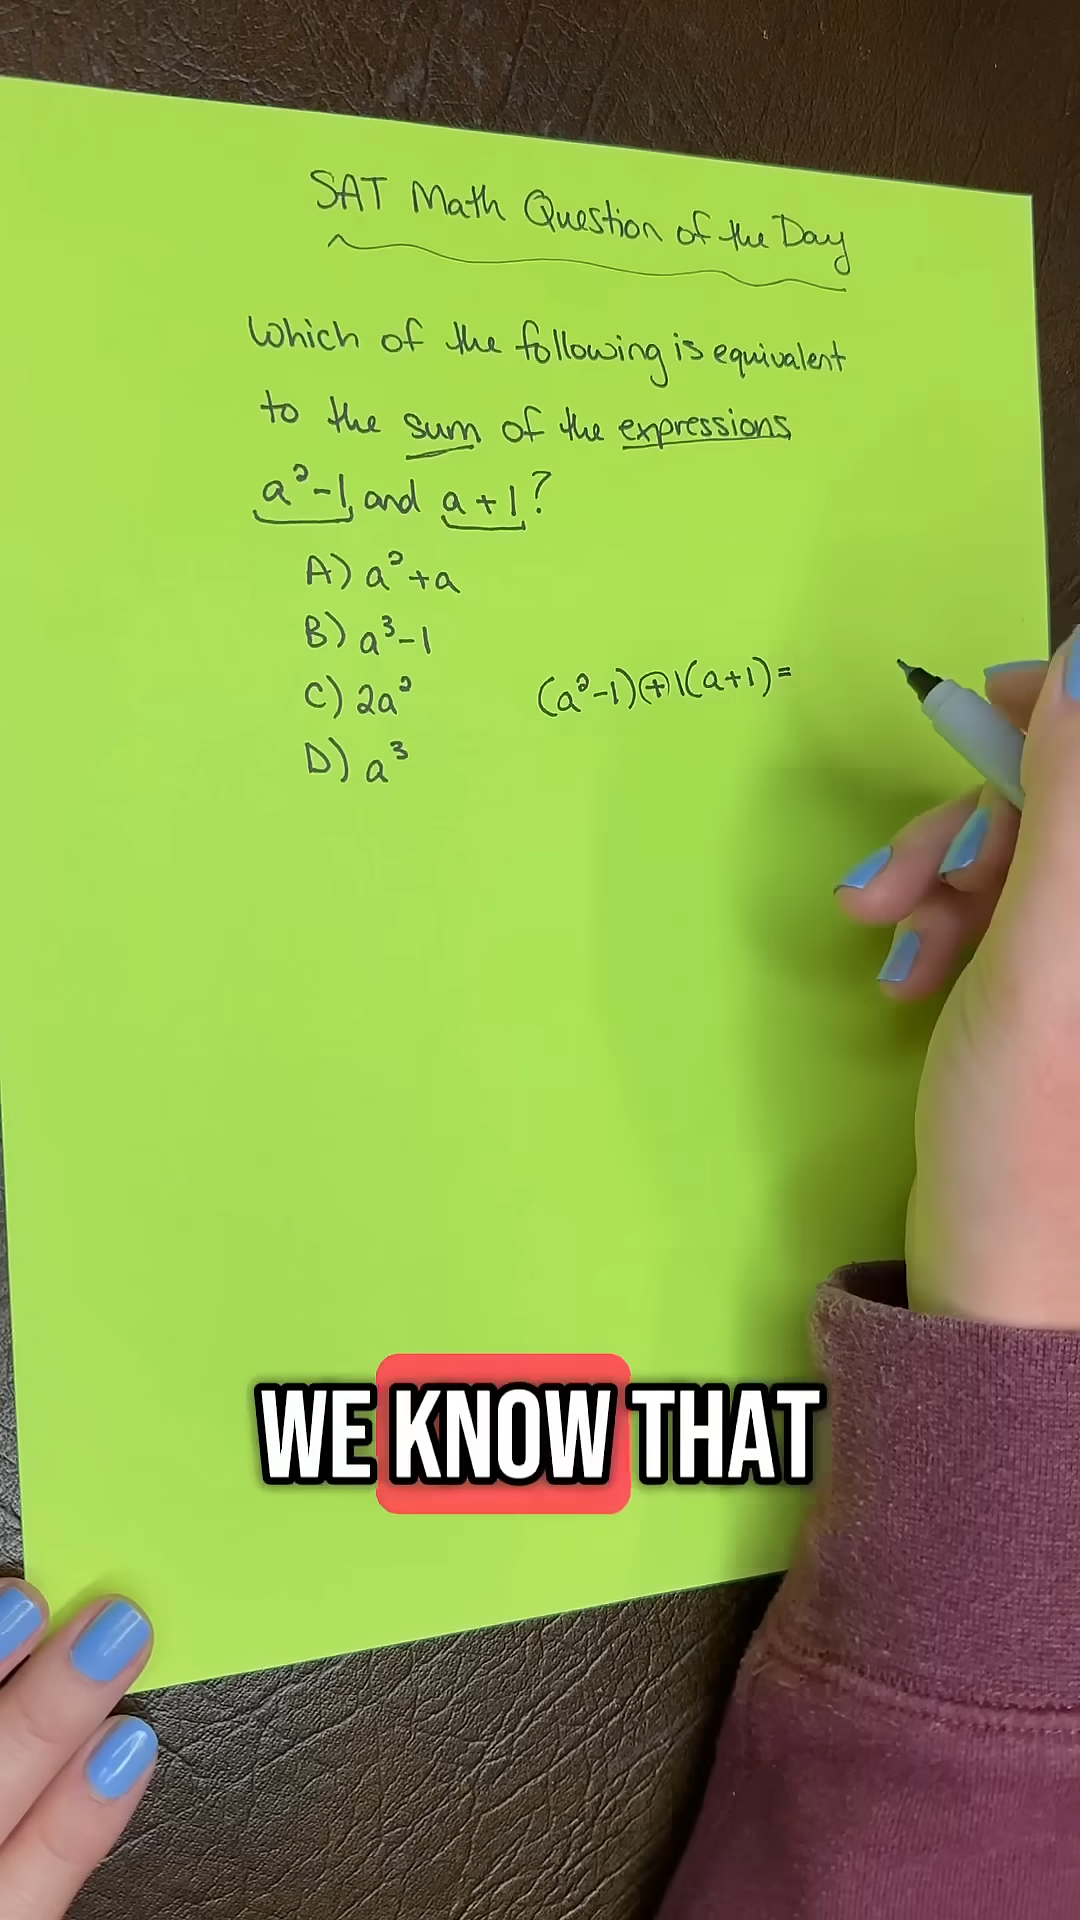 SAT Math Question of the Day
Which of the following is equivalent
to the sum of the expressions
a²-1 and a+1?
A) a²+a
B) a³-1
C) 2a²
D) a³
(a²-1)+1(a+1)=
WE KNOW THAT